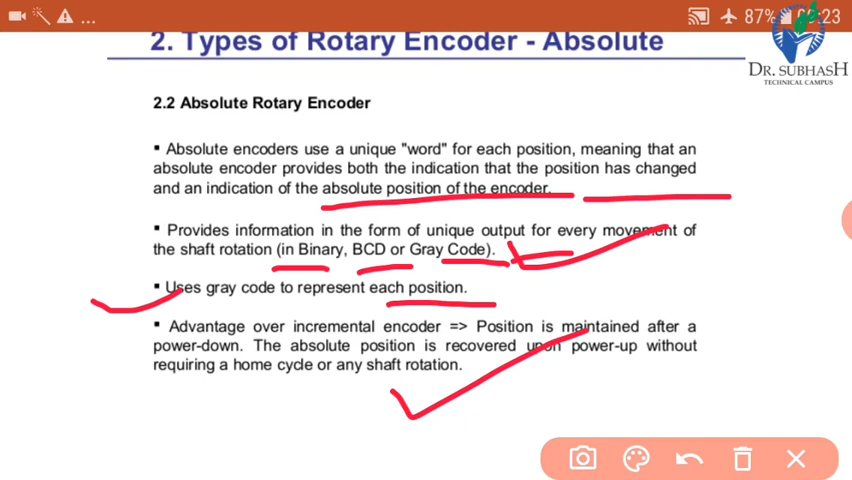 ... 87% 09:23
2. Types of Rotary Encoder - Absolute
DR. SUBHASH
TECHNICAL CAMPUS
2.2 Absolute Rotary Encoder
▪ Absolute encoders use a unique "word" for each position, meaning that an
absolute encoder provides both the indication that the position has changed
and an indication of the absolute position of the encoder.
▪ Provides information in the form of unique output for every movement of
the shaft rotation (in Binary, BCD or Gray Code).
▪ Uses gray code to represent each position.
▪ Advantage over incremental encoder => Position is maintained after a
power-down. The absolute position is recovered upon power-up without
requiring a home cycle or any shaft rotation.